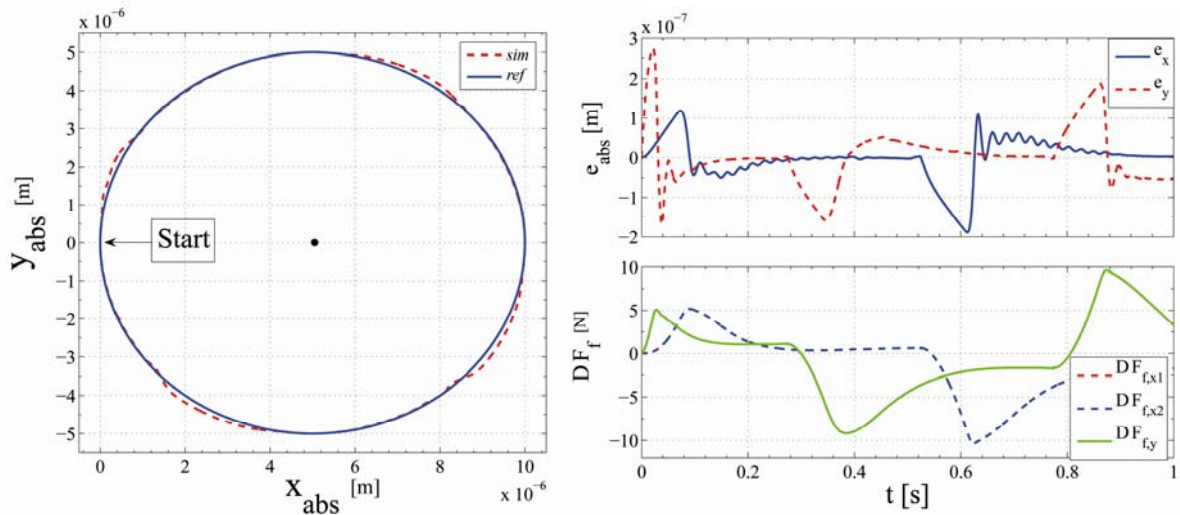 x 10⁻⁶
5
4
3
2
1
0
-1
-2
-3
-4
-5
y_abs [m]
0
2
4
6
8
10
x_abs [m]
x 10⁻⁶
sim
ref
Start
x 10⁻⁷
3
2
1
0
-1
-2
e_abs [m]
e_x
e_y
10
5
0
-5
-10
DF_f [N]
DF_f,x1
DF_f,x2
DF_f,y
0
0.2
0.4
0.6
0.8
1
t [s]